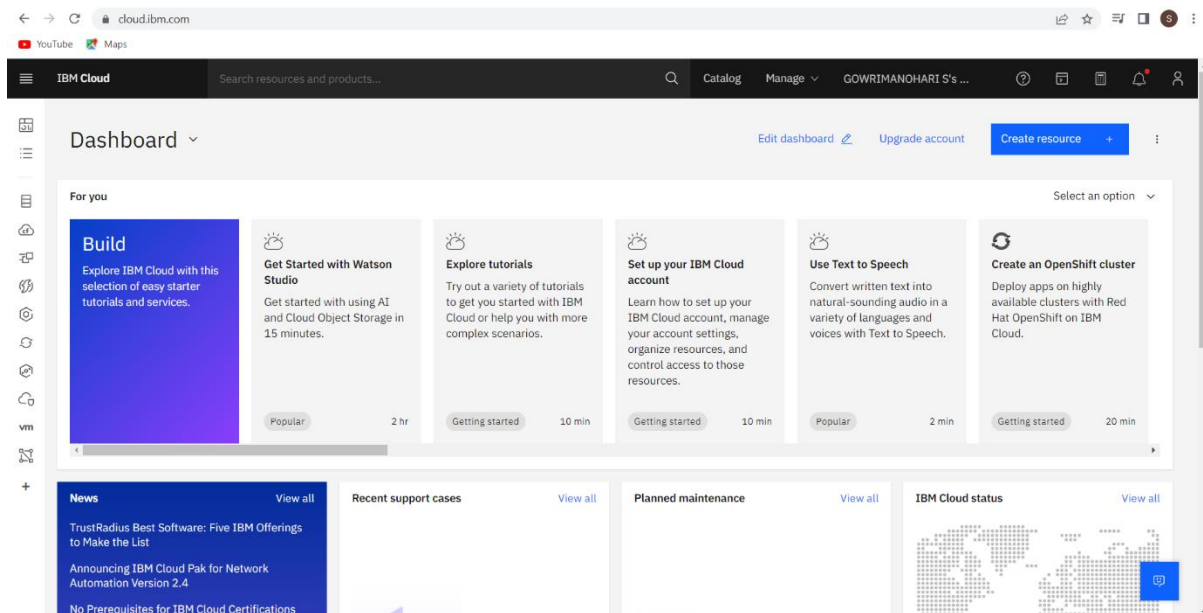 cloud.ibm.com
YouTube Maps
IBM Cloud Search resources and products... Catalog Manage GOWRIMANOHARI S's ...
S
Dashboard Edit dashboard Upgrade account Create resource +
For you Select an option
Build
Explore IBM Cloud with this
selection of easy starter
tutorials and services.
Get Started with Watson
Studio
Get started with using AI
and Cloud Object Storage in
15 minutes.
Popular 2 hr
Explore tutorials
Try out a variety of tutorials
to get you started with IBM
Cloud or help you with more
complex scenarios.
Getting started 10 min
Set up your IBM Cloud
account
Learn how to set up your
IBM Cloud account, manage
your account settings,
organize resources, and
control access to those
resources.
Getting started 10 min
Use Text to Speech
Convert written text into
natural-sounding audio in a
variety of languages and
voices with Text to Speech.
Popular 2 min
Create an OpenShift cluster
Deploy apps on highly
available clusters with Red
Hat OpenShift on IBM
Cloud.
Getting started 20 min
vm
News View all
TrustRadius Best Software: Five IBM Offerings
to Make the List
Announcing IBM Cloud Pak for Network
Automation Version 2.4
No Prerequisites for IBM Cloud Certifications
Recent support cases View all
Planned maintenance View all
IBM Cloud status View all